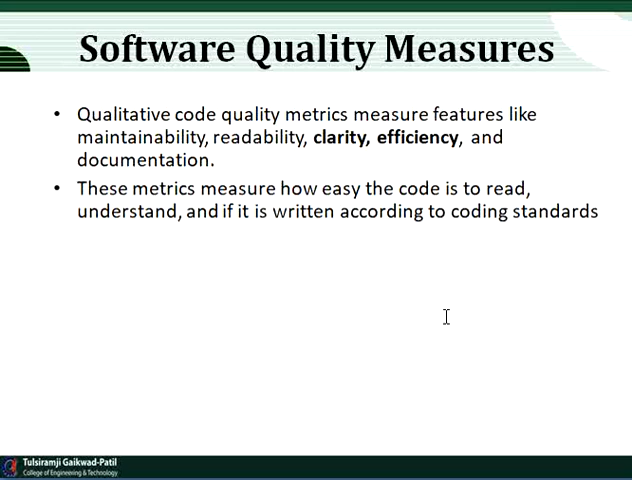 Software Quality Measures
• Qualitative code quality metrics measure features like
maintainability, readability, clarity, efficiency, and
documentation.
• These metrics measure how easy the code is to read,
understand, and if it is written according to coding standards
Tulsiramji Gaikwad-Patil
College of Engineering & Technology